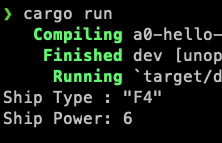 ❯ cargo run
Compiling a0-hello-
Finished dev [unop
Running `target/d
Ship Type : "F4"
Ship Power: 6